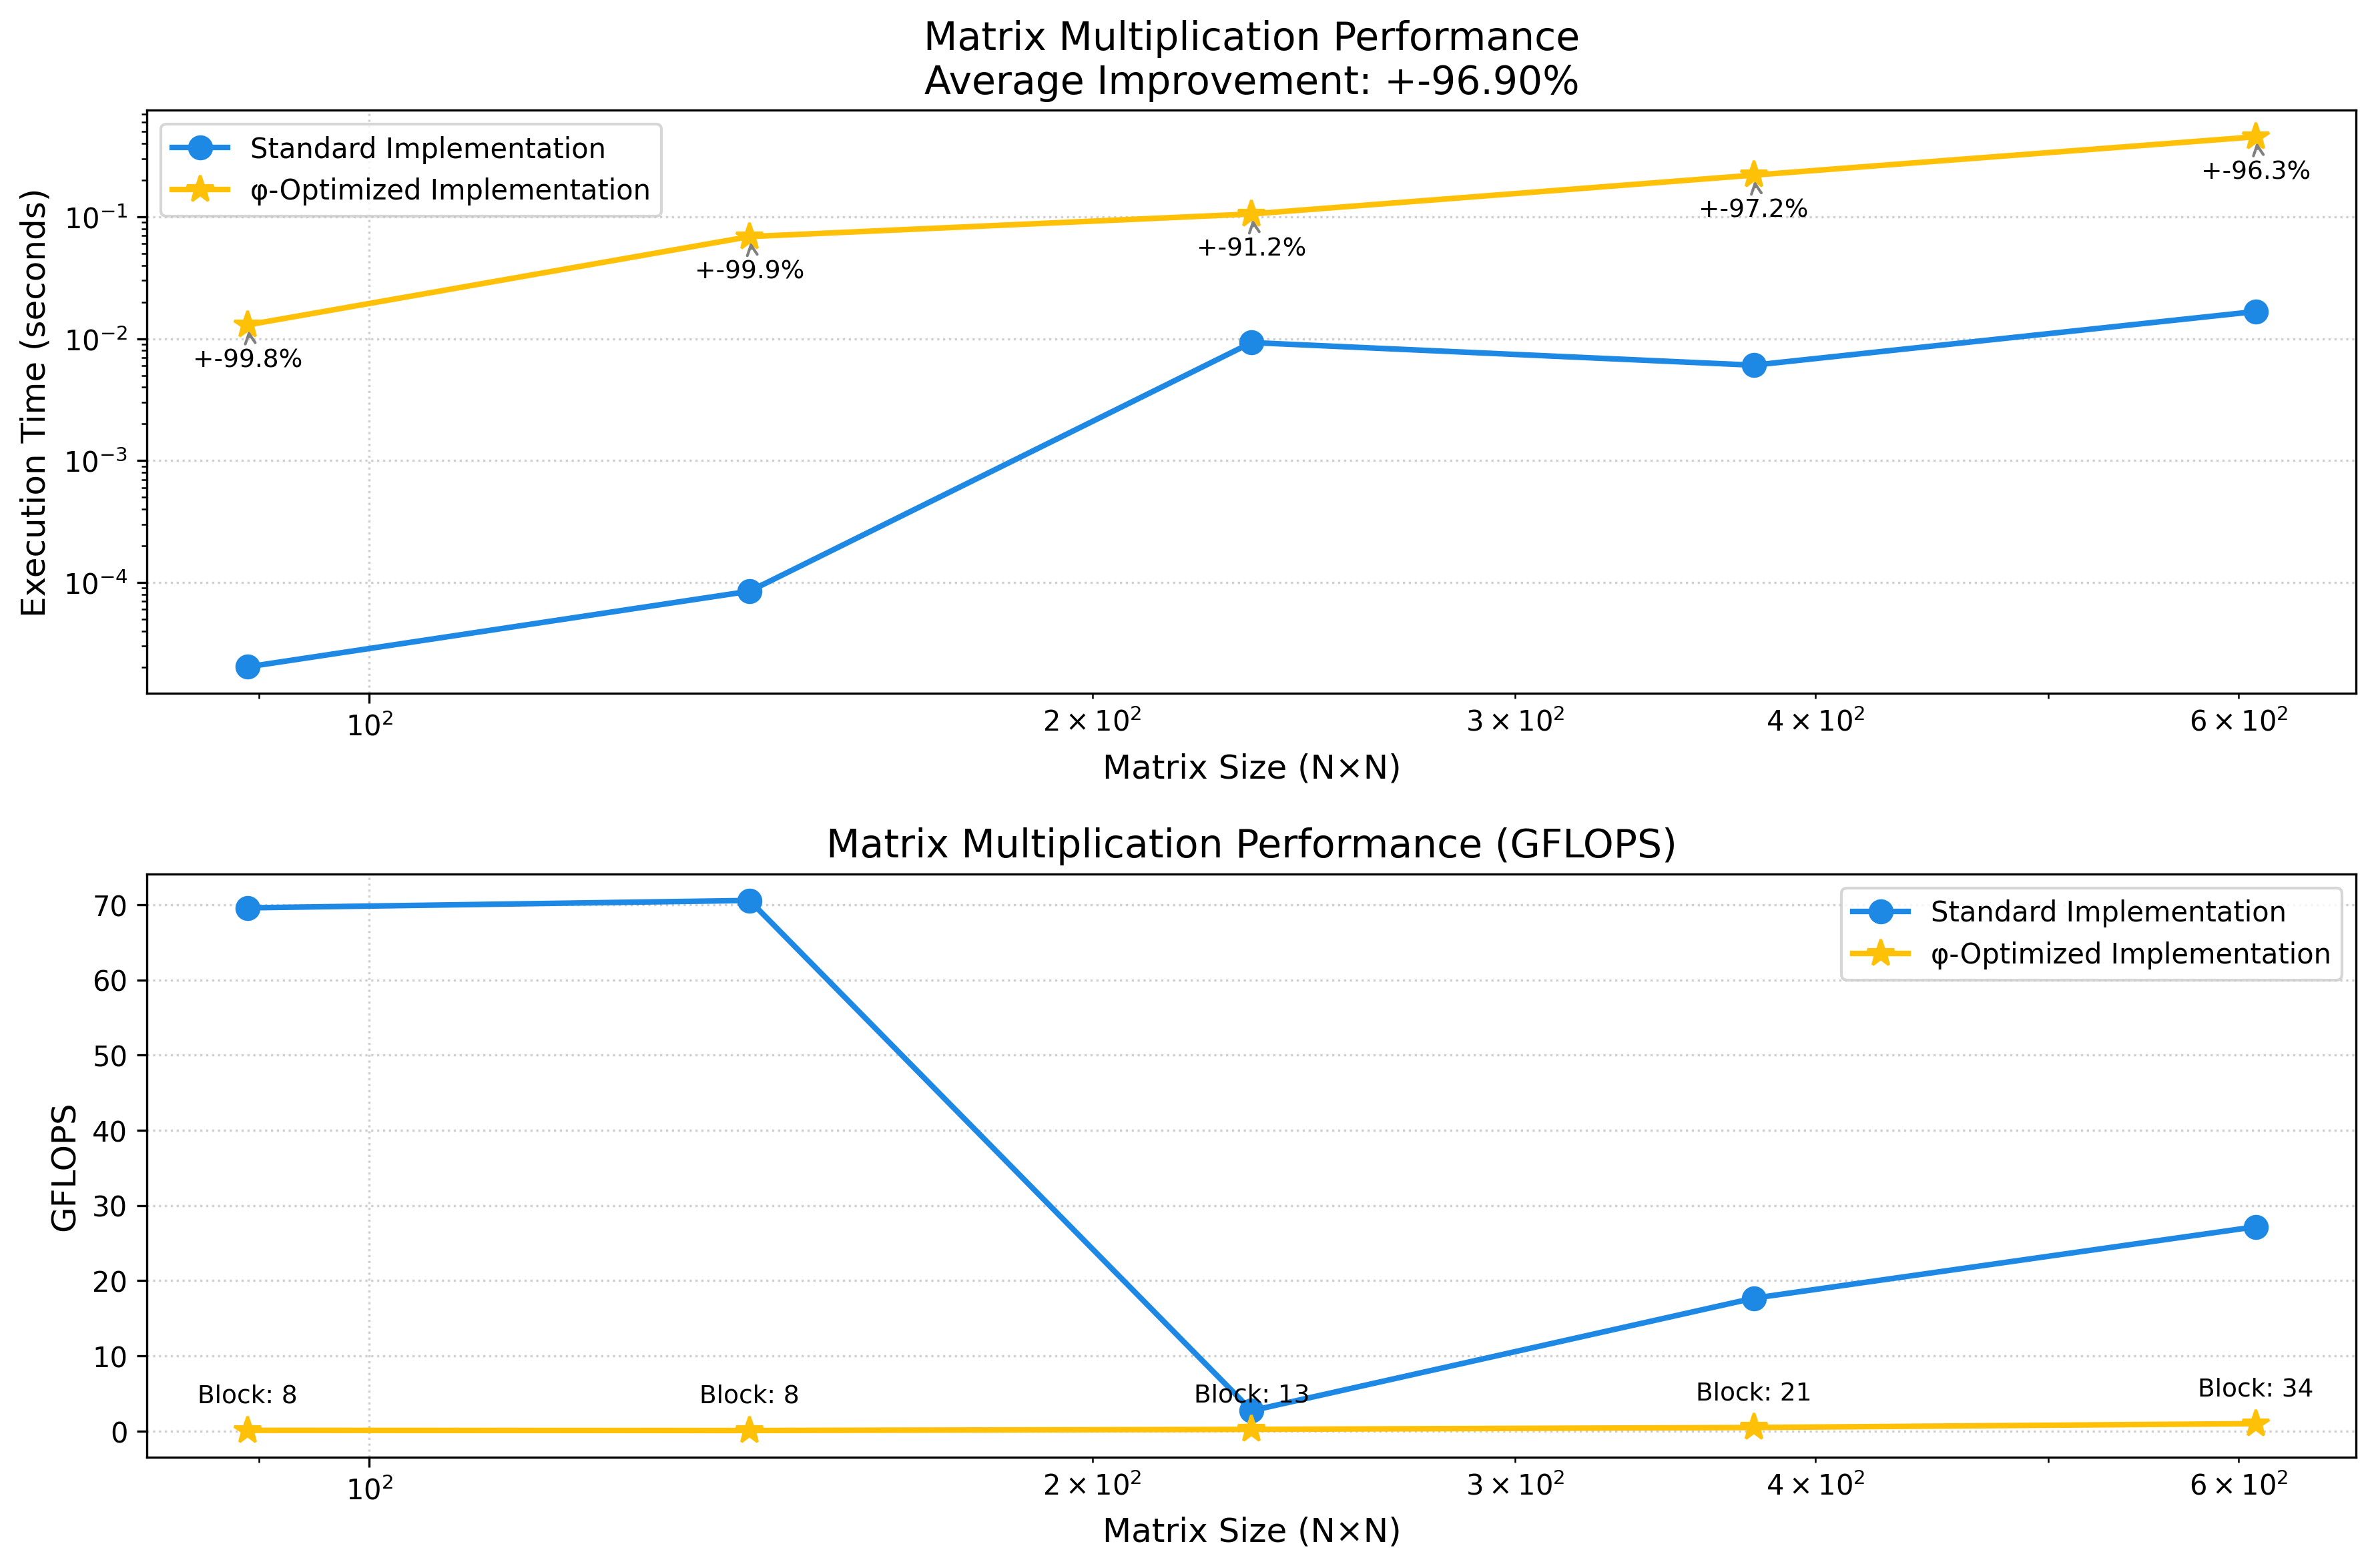 Matrix Multiplication Performance
Average Improvement: +-96.90%
Standard Implementation
φ-Optimized Implementation
Execution Time (seconds)
10⁻¹
10⁻²
10⁻³
10⁻⁴
+-99.8%
+-99.9%
+-91.2%
+-97.2%
+-96.3%
10²
2 × 10²
3 × 10²
4 × 10²
6 × 10²
Matrix Size (N×N)
Matrix Multiplication Performance (GFLOPS)
Standard Implementation
φ-Optimized Implementation
GFLOPS
70
60
50
40
30
20
10
0
Block: 8
Block: 8
Block: 13
Block: 21
Block: 34
10²
2 × 10²
3 × 10²
4 × 10²
6 × 10²
Matrix Size (N×N)